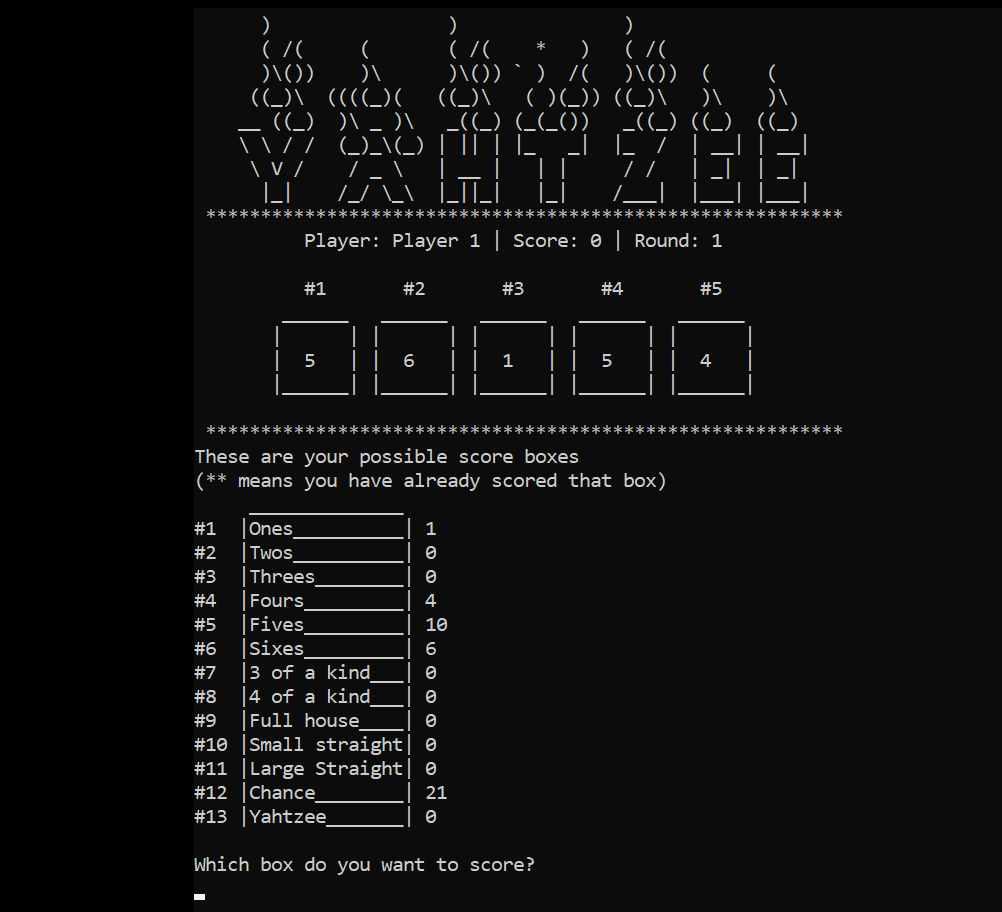 YAHTZEE
*********************************************************
Player: Player 1 | Score: 0 | Round: 1
#1 #2 #3 #4 #5
5 6 1 5 4
*********************************************************
These are your possible score boxes
(** means you have already scored that box)
#1 |Ones__________| 1
#2 |Twos__________| 0
#3 |Threes________| 0
#4 |Fours_________| 4
#5 |Fives_________| 10
#6 |Sixes_________| 6
#7 |3 of a kind___| 0
#8 |4 of a kind___| 0
#9 |Full house____| 0
#10 |Small straight| 0
#11 |Large Straight| 0
#12 |Chance________| 21
#13 |Yahtzee_______| 0
Which box do you want to score?